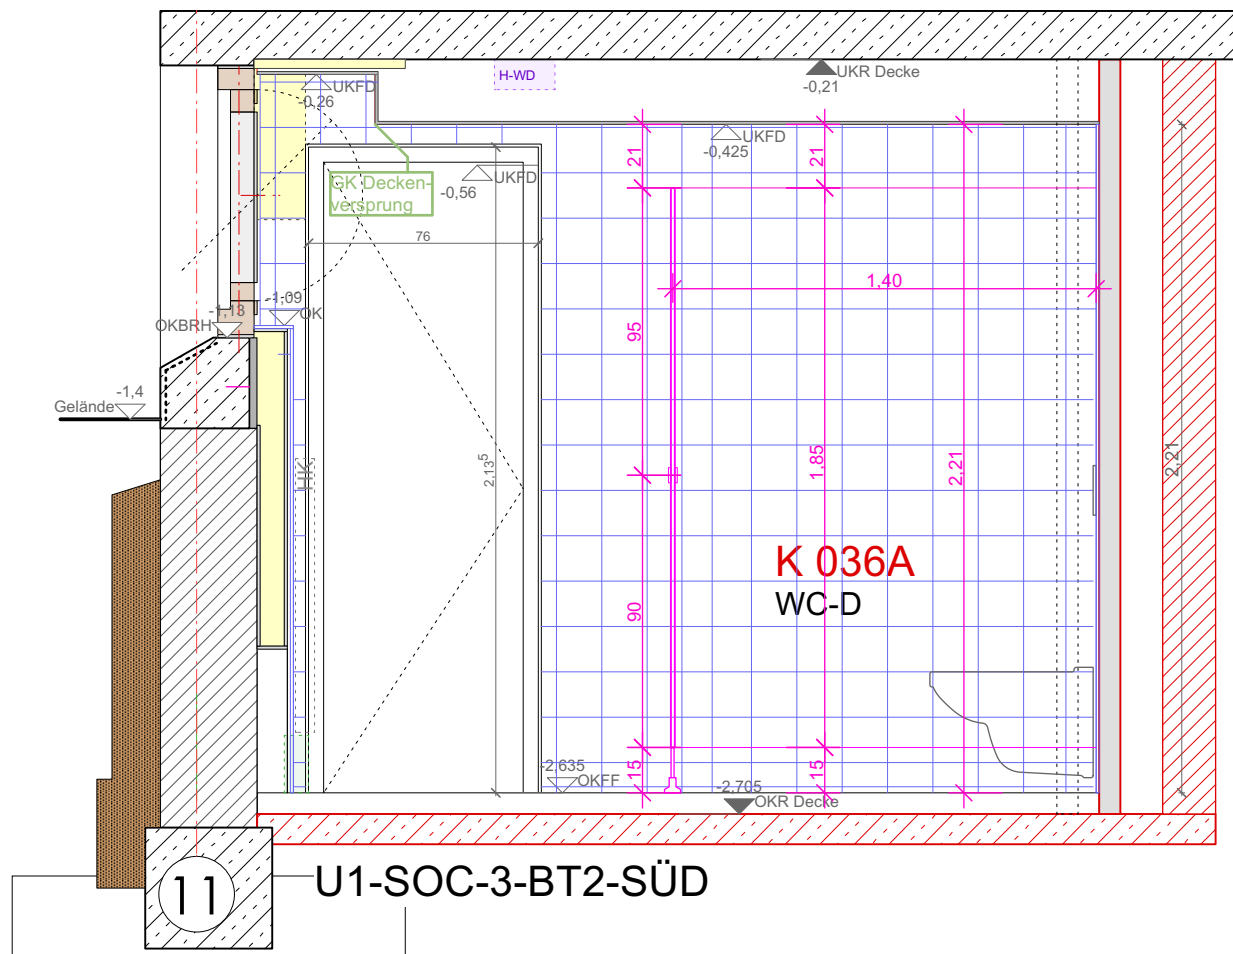 H-WD
UKR Decke
-0,21
UKFD
-0,26
UKFD
-0,425
21
21
GK Decken-
versprung
UKFD
-0,56
76
1,40
-1,13
-1,09
OKBRH
OK
95
-1,4
Gelände
HK
2,13⁵
1,85
2,21
2,21
K 036A
WC-D
90
-2,635
OKFF
15
15
-2,705
OKR Decke
11
U1-SOC-3-BT2-SÜD